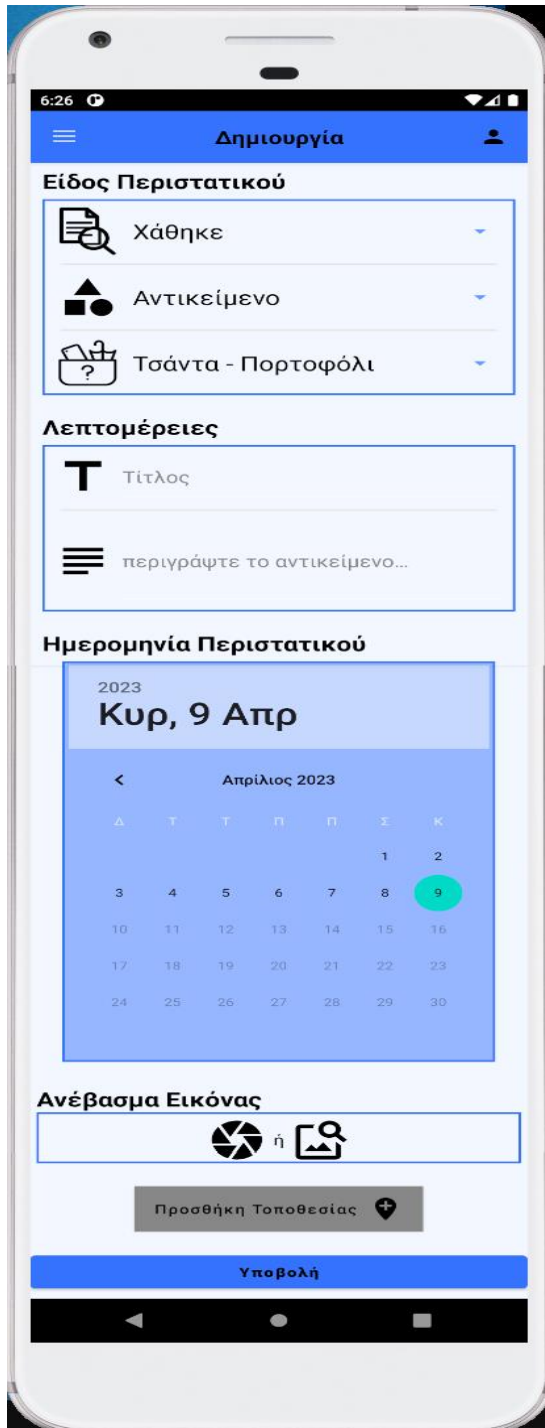 6:26
Δημιουργία
Είδος Περιστατικού
Χάθηκε
Αντικείμενο
? Τσάντα - Πορτοφόλι
Λεπτομέρειες
T Τίτλος
περιγράψτε το αντικείμενο...
Ημερομηνία Περιστατικού
2023
Κυρ, 9 Απρ
Απρίλιος 2023
Δ Τ Τ Π Π Σ Κ
1 2
3 4 5 6 7 8 9
10 11 12 13 14 15 16
17 18 19 20 21 22 23
24 25 26 27 28 29 30
Ανέβασμα Εικόνας
ή
Προσθήκη Τοποθεσίας
Υποβολή